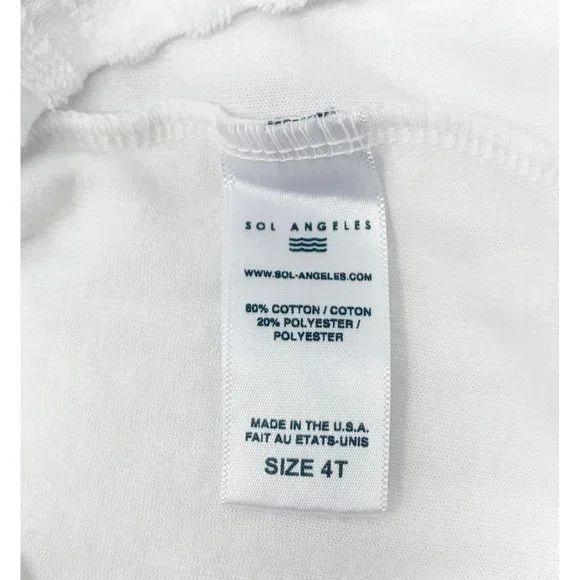 SOL ANGELES
WWW.SOL-ANGELES.COM
80% COTTON / COTON
20% POLYESTER /
POLYESTER
MADE IN THE U.S.A.
FAIT AU ETATS-UNIS
SIZE 4T